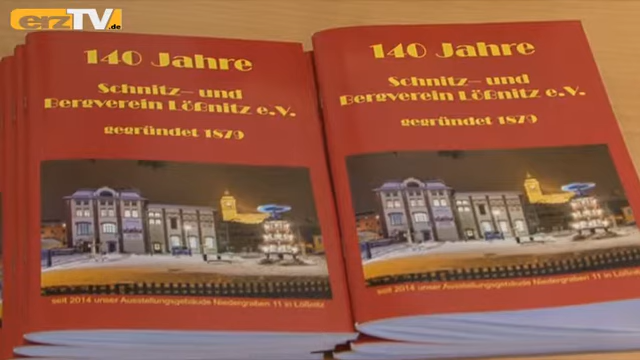 erzTV.de
140 Jahre
Schnitz- und
Bergverein Lößnitz e.V.
gegründet 1879
seit 2014 unser Ausstellungsgebäude Niedergraben 11 in Lößnitz
140 Jahre
Schnitz- und
Bergverein Lößnitz e.V.
gegründet 1879
seit 2014 unser Ausstellungsgebäude Niedergraben 11 in Lößnitz